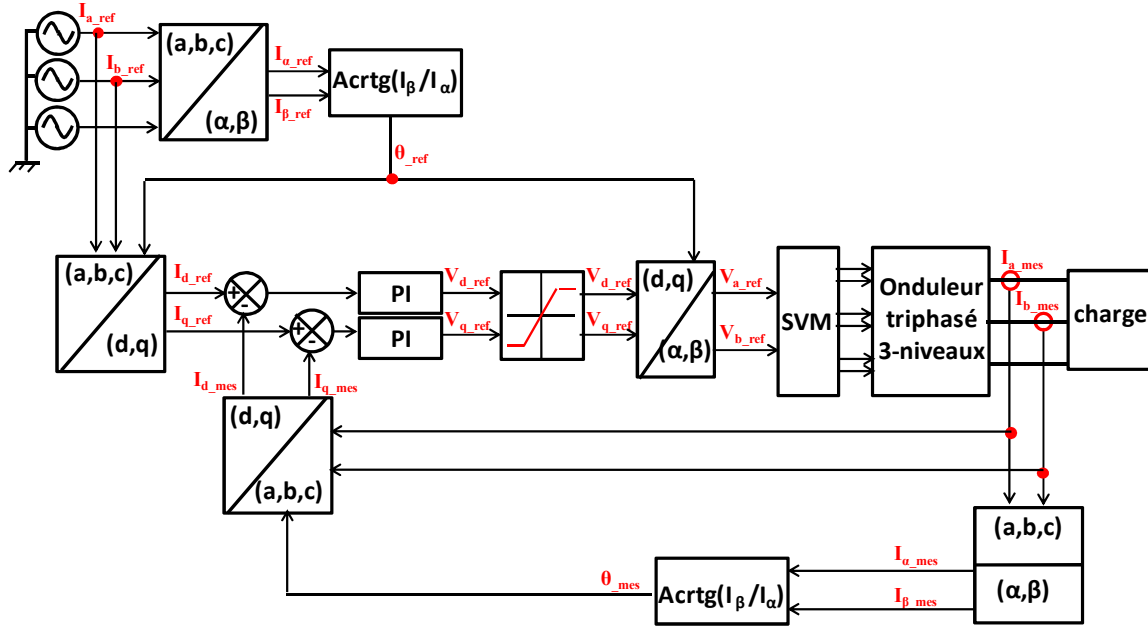 I_a_ref
(a,b,c)
(α,β)
I_b_ref
I_α_ref
I_β_ref
Acrtg(I_β/I_α)
θ_ref
(a,b,c)
(d,q)
I_d_ref
I_q_ref
+
-
+
-
PI
PI
V_d_ref
V_q_ref
V_d_ref
V_q_ref
(d,q)
(α,β)
V_a_ref
V_b_ref
SVM
Onduleur
triphasé
3-niveaux
I_a_mes
I_b_mes
charge
I_d_mes
I_q_mes
(d,q)
(a,b,c)
(a,b,c)
(α,β)
I_α_mes
I_β_mes
Acrtg(I_β/I_α)
θ_mes